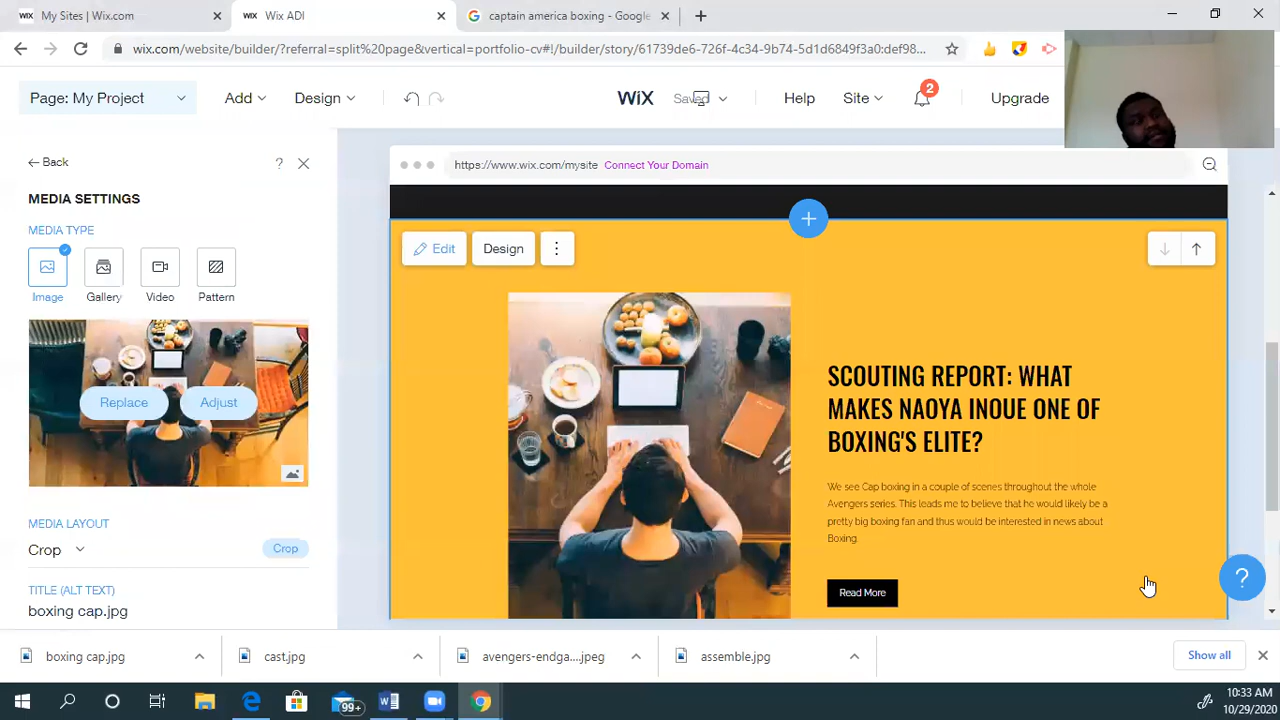 My Sites | Wix.com
Wix ADI
captain america boxing - Google
wix.com/website/builder/?referral=split%20page&vertical=portfolio-cv#!/builder/story/61739de6-726f-4c34-9b74-5d1d6849f3a0:def98...
Page: My Project
Add
Design
WiX
Saved
Help
Site
2
Upgrade
Back
?
MEDIA SETTINGS
MEDIA TYPE
Image
Gallery
Video
Pattern
Replace
Adjust
MEDIA LAYOUT
Crop
Crop
TITLE (ALT TEXT)
boxing cap.jpg
https://www.wix.com/mysite Connect Your Domain
Edit
Design
SCOUTING REPORT: WHAT
MAKES NAOYA INOUE ONE OF
BOXING'S ELITE?
We see Cap boxing in a couple of scenes throughout the whole
Avengers series. This leads me to believe that he would likely be a
pretty big boxing fan and thus would be interested in news about
Boxing.
Read More
?
boxing cap.jpg
cast.jpg
avengers-endga....jpeg
assemble.jpg
Show all
99+
10:33 AM
10/29/2020